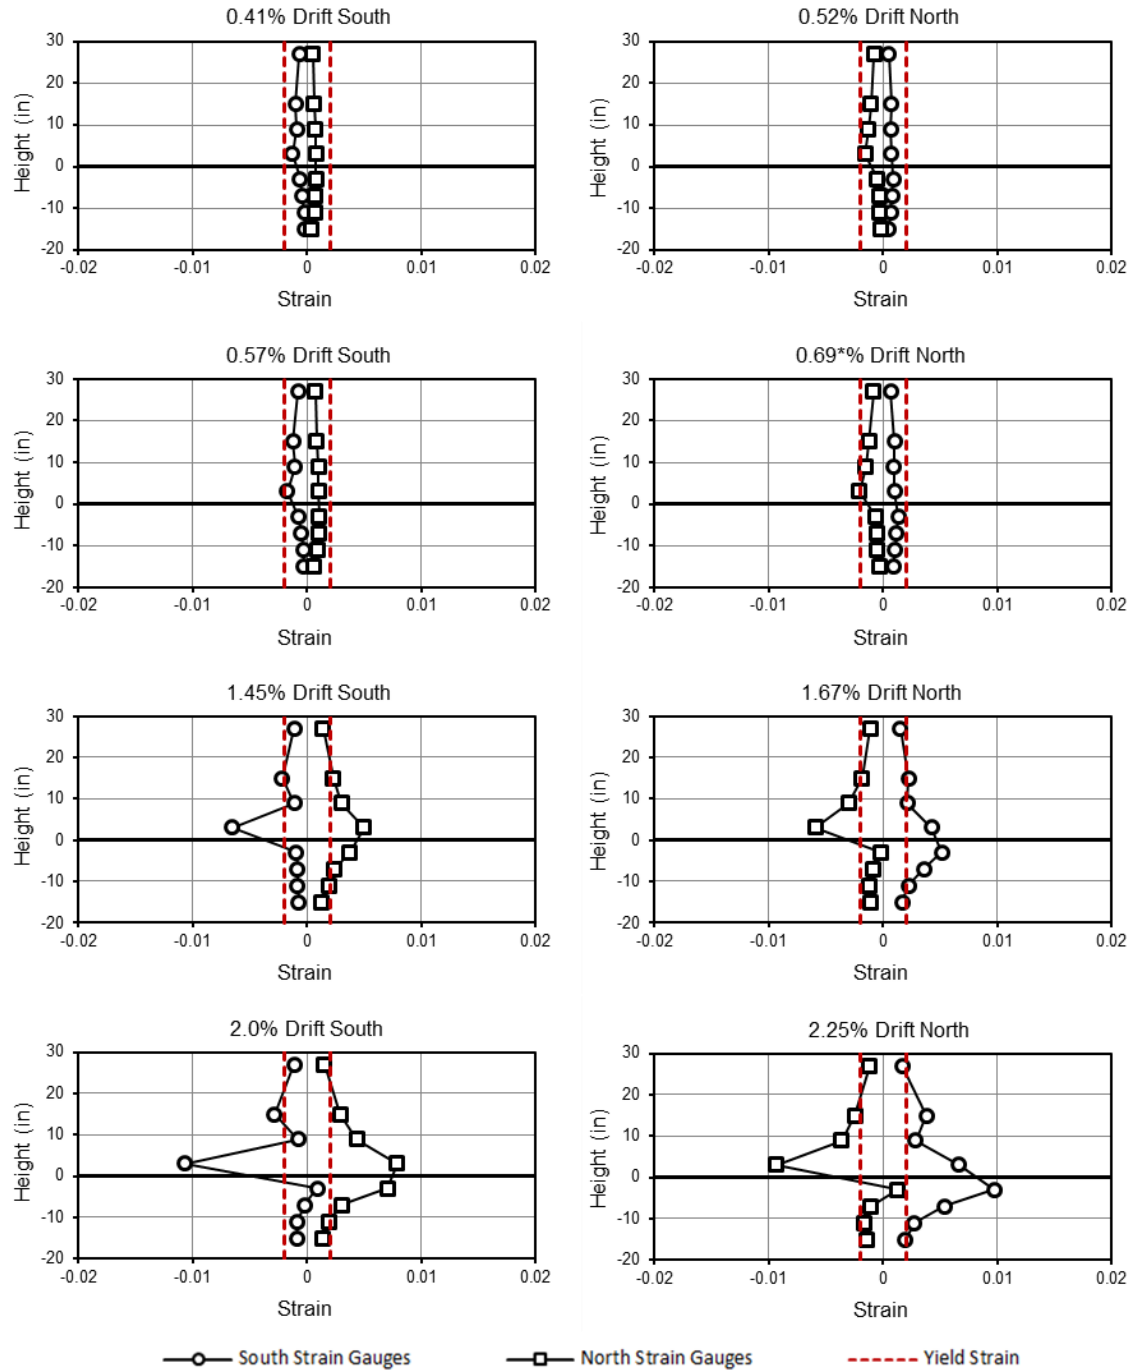 0.41% Drift South
Height (in)
30
20
10
0
-10
-20
-0.02 -0.01 0 0.01 0.02
Strain
0.52% Drift North
Height (in)
30
20
10
0
-10
-20
-0.02 -0.01 0 0.01 0.02
Strain
0.57% Drift South
Height (in)
30
20
10
0
-10
-20
-0.02 -0.01 0 0.01 0.02
Strain
0.69*% Drift North
Height (in)
30
20
10
0
-10
-20
-0.02 -0.01 0 0.01 0.02
Strain
1.45% Drift South
Height (in)
30
20
10
0
-10
-20
-0.02 -0.01 0 0.01 0.02
Strain
1.67% Drift North
Height (in)
30
20
10
0
-10
-20
-0.02 -0.01 0 0.01 0.02
Strain
2.0% Drift South
Height (in)
30
20
10
0
-10
-20
-0.02 -0.01 0 0.01 0.02
Strain
2.25% Drift North
Height (in)
30
20
10
0
-10
-20
-0.02 -0.01 0 0.01 0.02
Strain
South Strain Gauges North Strain Gauges Yield Strain